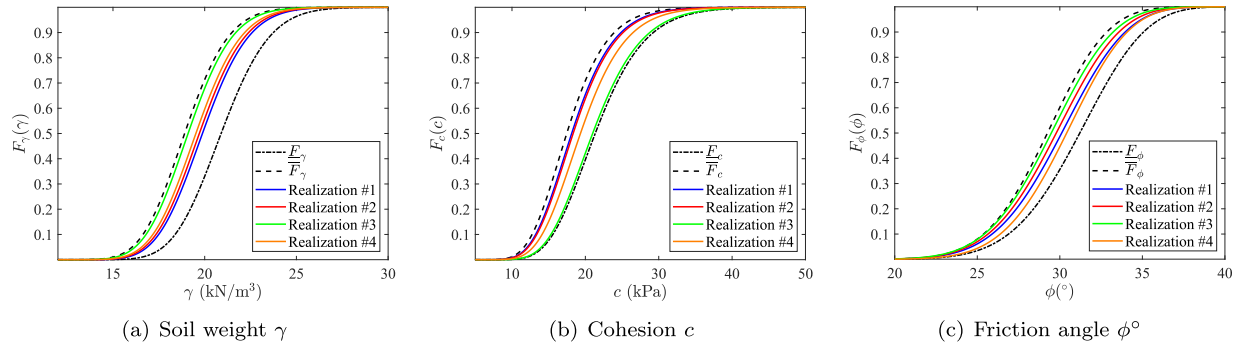 0.9
0.8
0.7
0.6
0.5
0.4
0.3
0.2
0.1
F_γ(γ)
15 20 25 30
γ (kN/m³)
F̲_γ
F̅_γ
Realization #1
Realization #2
Realization #3
Realization #4
(a) Soil weight γ
0.9
0.8
0.7
0.6
0.5
0.4
0.3
0.2
0.1
F_c(c)
10 20 30 40 50
c (kPa)
F̲_c
F̅_c
Realization #1
Realization #2
Realization #3
Realization #4
(b) Cohesion c
0.9
0.8
0.7
0.6
0.5
0.4
0.3
0.2
0.1
F_ϕ(ϕ)
20 25 30 35 40
ϕ(°)
F̲_ϕ
F̅_ϕ
Realization #1
Realization #2
Realization #3
Realization #4
(c) Friction angle ϕ°